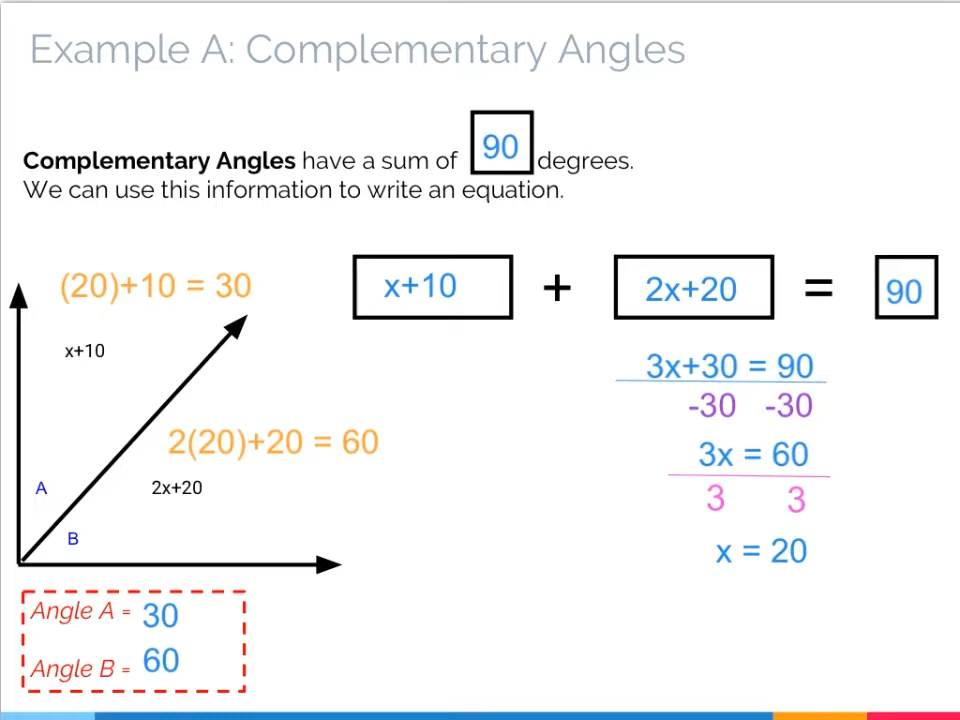 Example A: Complementary Angles
Complementary Angles have a sum of 90 degrees.
We can use this information to write an equation.
(20)+10 = 30
x+10 + 2x+20 = 90
x+10
3x+30 = 90
-30 -30
2(20)+20 = 60
3x = 60
2x+20
3 3
A
B
x = 20
Angle A = 30
Angle B = 60